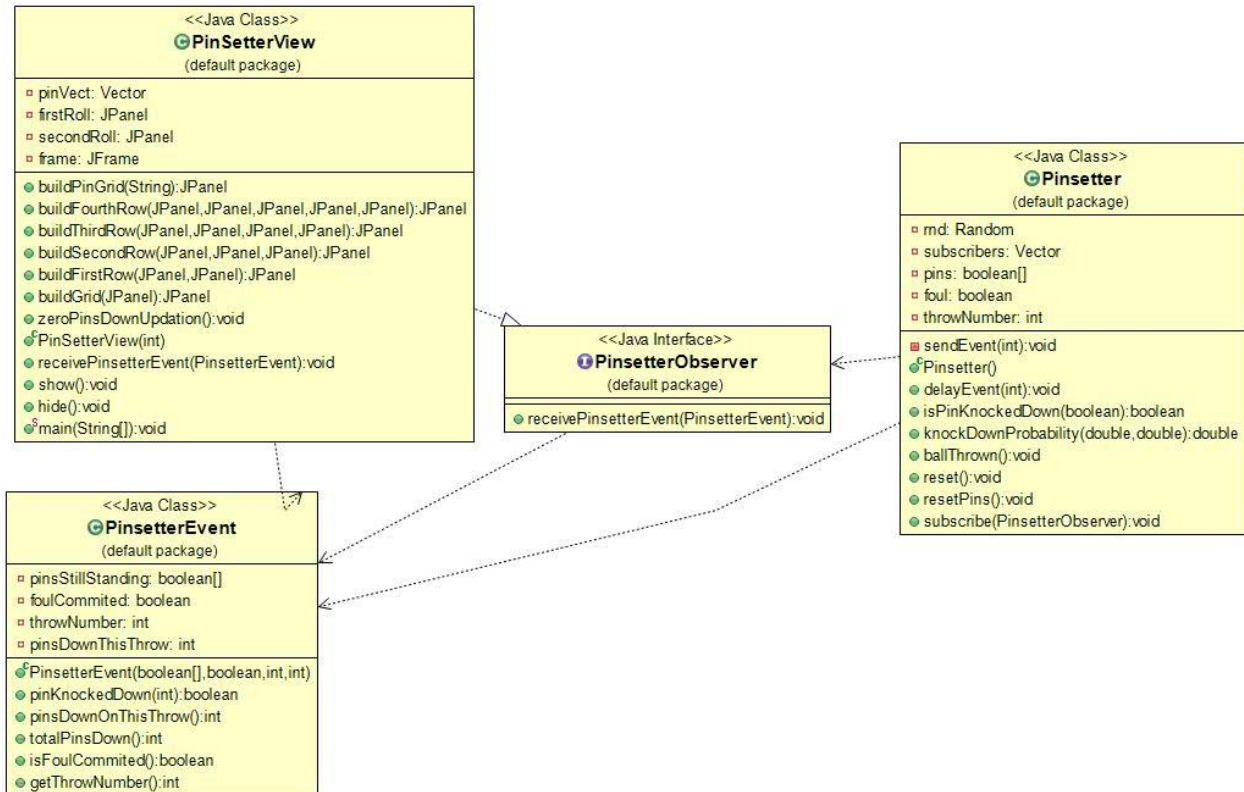 <<Java Class>>
PinSetterView
(default package)
pinVect: Vector
firstRoll: JPanel
secondRoll: JPanel
frame: JFrame
buildPinGrid(String):JPanel
buildFourthRow(JPanel,JPanel,JPanel,JPanel,JPanel):JPanel
buildThirdRow(JPanel,JPanel,JPanel,JPanel):JPanel
buildSecondRow(JPanel,JPanel,JPanel):JPanel
buildFirstRow(JPanel,JPanel):JPanel
buildGrid(JPanel):JPanel
zeroPinsDownUpdation():void
PinSetterView(int)
receivePinsetterEvent(PinsetterEvent):void
show():void
hide():void
main(String[]):void
<<Java Class>>
Pinsetter
(default package)
rnd: Random
subscribers: Vector
pins: boolean[]
foul: boolean
throwNumber: int
sendEvent(int):void
Pinsetter()
delayEvent(int):void
isPinKnockedDown(boolean):boolean
knockDownProbability(double,double):double
ballThrown():void
reset():void
resetPins():void
subscribe(PinsetterObserver):void
<<Java Interface>>
PinsetterObserver
(default package)
receivePinsetterEvent(PinsetterEvent):void
<<Java Class>>
PinsetterEvent
(default package)
pinsStillStanding: boolean[]
foulCommited: boolean
throwNumber: int
pinsDownThisThrow: int
PinsetterEvent(boolean[],boolean,int,int)
pinKnockedDown(int):boolean
pinsDownOnThisThrow():int
totalPinsDown():int
isFoulCommited():boolean
getThrowNumber():int